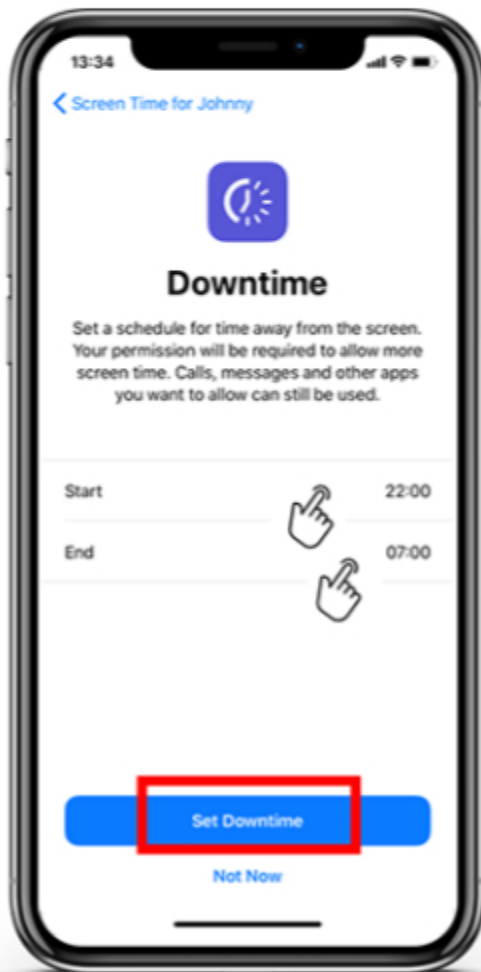 13:34
Screen Time for Johnny
Downtime
Set a schedule for time away from the screen.
Your permission will be required to allow more
screen time. Calls, messages and other apps
you want to allow can still be used.
Start 22:00
End 07:00
Set Downtime
Not Now